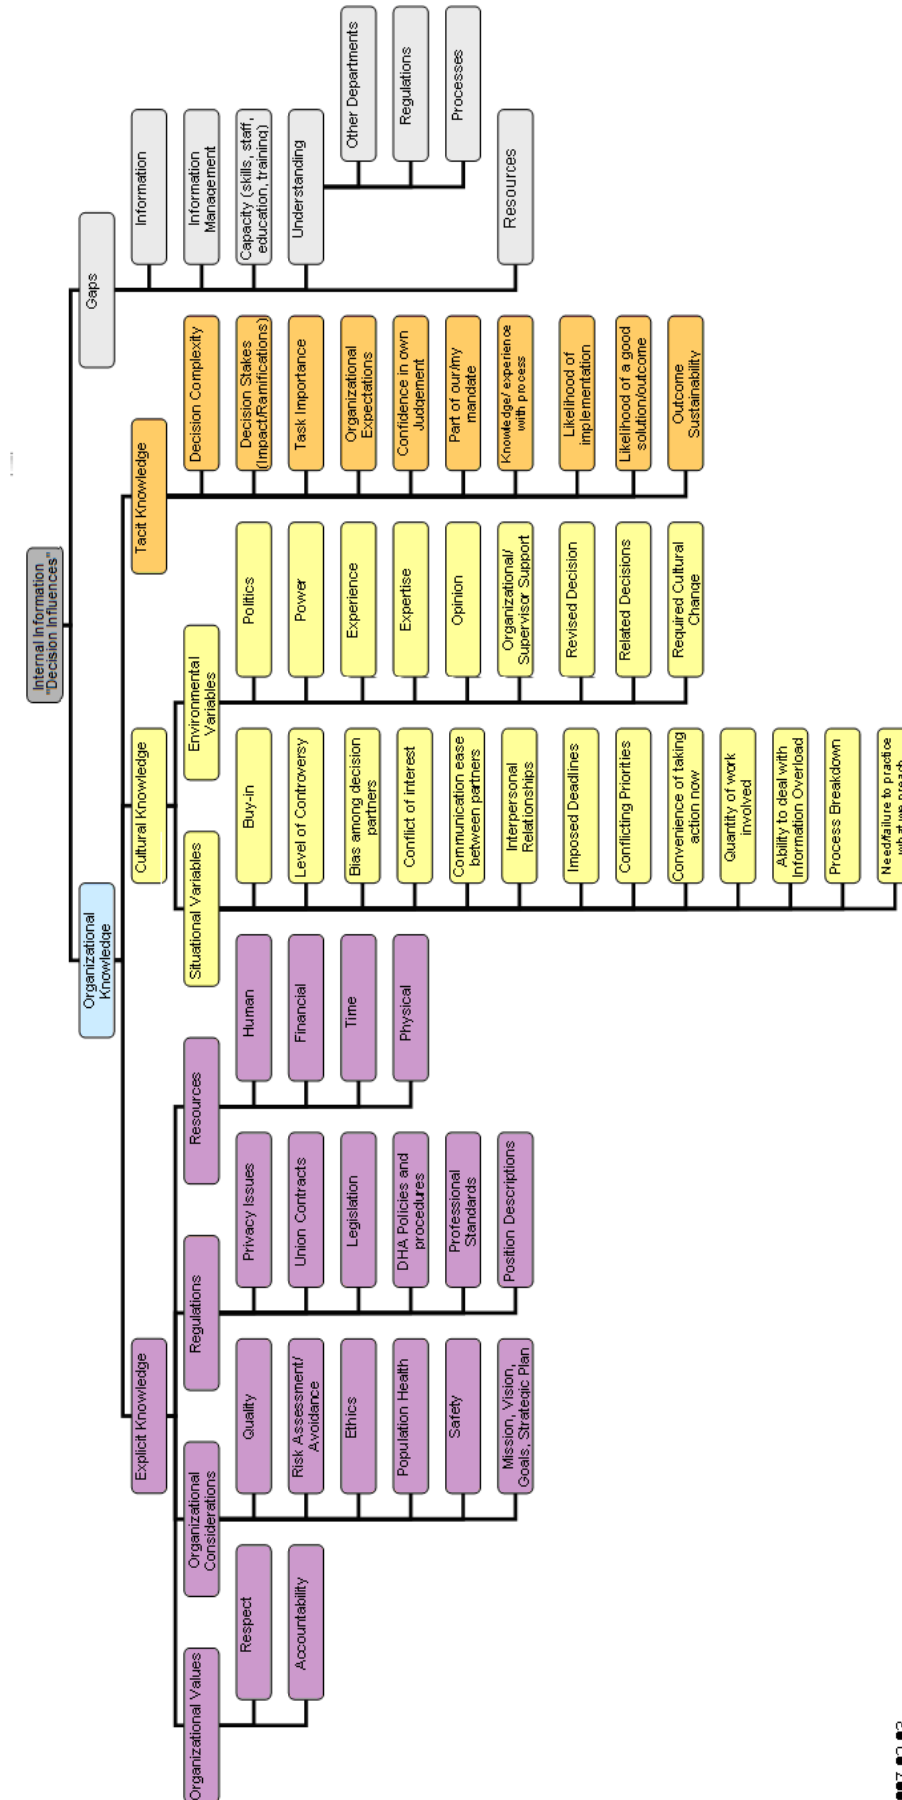 Internal Information
"Decision Influences"
Organizational
Knowledge
Gaps
Explicit Knowledge
Cultural Knowledge
Tacit Knowledge
Organizational Values
Respect
Accountability
Organizational
Considerations
Quality
Risk Assessment/
Avoidance
Ethics
Population Health
Safety
Mission, Vision,
Goals, Strategic Plan
Regulations
Privacy Issues
Union Contracts
Legislation
DHA Policies and
procedures
Professional
Standards
Position Descriptions
Resources
Human
Financial
Time
Physical
Situational Variables
Buy-in
Level of Controversy
Bias among decision
partners
Conflict of interest
Communication ease
between partners
Interpersonal
Relationships
Imposed Deadlines
Conflicting Priorities
Convenience of taking
action now
Quantity of work
involved
Ability to deal with
Information Overload
Process Breakdown
Need/failure to practice
what we preach
Environmental
Variables
Politics
Power
Experience
Expertise
Opinion
Organizational/
Supervisor Support
Revised Decision
Related Decisions
Required Cultural
Change
Decision Complexity
Decision Stakes
(Impact/Ramifications)
Task Importance
Organizational
Expectations
Confidence in own
Judgement
Part of our/my
mandate
Knowledge/ experience
with process
Likelihood of
implementation
Likelihood of a good
solution/outcome
Outcome
Sustainability
Information
Information
Management
Capacity (skills, staff,
education, training)
Understanding
Other Departments
Regulations
Processes
Resources